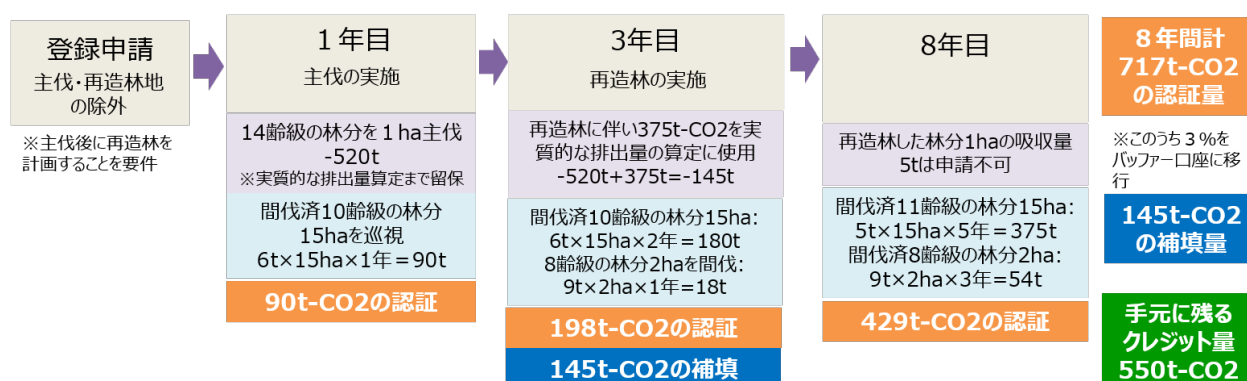 登録申請
主伐・再造林地
の除外
※主伐後に再造林を
計画することを要件
１年目
主伐の実施
14齢級の林分を１ha主伐
-520t
※実質的な排出量算定まで留保
間伐済10齢級の林分
15haを巡視
6t×15ha×1年＝90t
90t-CO2の認証
3年目
再造林の実施
再造林に伴い375t-CO2を実
質的な排出量の算定に使用
-520t+375t=-145t
間伐済10齢級の林分15ha：
6t×15ha×2年＝180t
8齢級の林分2haを間伐：
9t×2ha×1年＝18t
198t-CO2の認証
145t-CO2の補填
8年目
再造林した林分1haの吸収量
5tは申請不可
間伐済11齢級の林分15ha：
5t×15ha×5年＝375t
間伐済8齢級の林分2ha：
9t×2ha×3年＝54t
429t-CO2の認証
８年間計
717t-CO2
の認証量
※このうち３％を
バッファー口座に移
行
145t-CO2
の補填量
手元に残る
クレジット量
550t-CO2